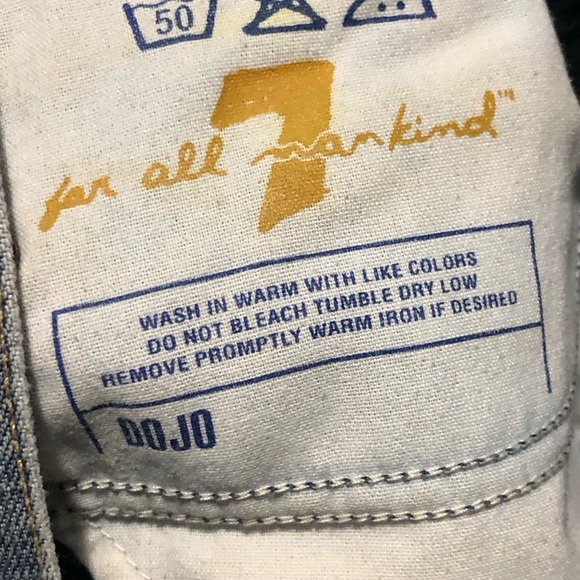 50
7
for all mankind™
WASH IN WARM WITH LIKE COLORS
DO NOT BLEACH TUMBLE DRY LOW
REMOVE PROMPTLY WARM IRON IF DESIRED
DOJO